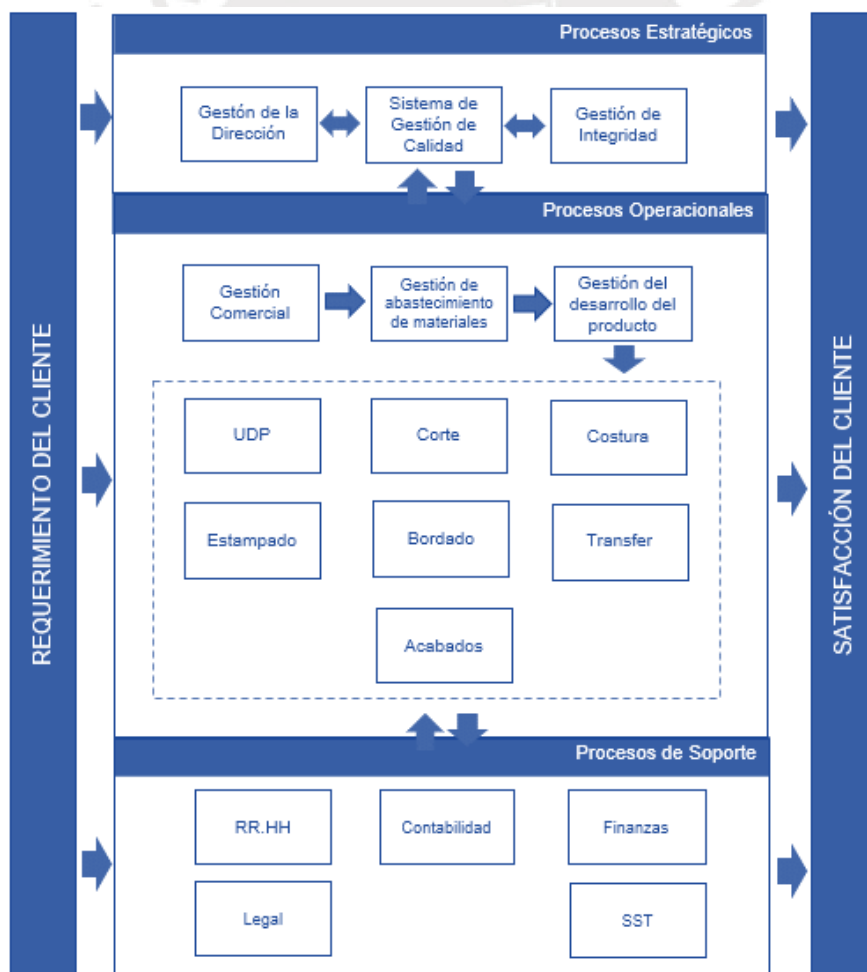 Procesos Estratégicos
Gestón de la
Dirección
Sistema de
Gestión de
Calidad
Gestión de
Integridad
Procesos Operacionales
Gestión
Comercial
Gestión de
abastecimiento
de materiales
Gestión del
desarrollo del
producto
UDP
Corte
Costura
Estampado
Bordado
Transfer
Acabados
Procesos de Soporte
RR.HH
Contabilidad
Finanzas
Legal
SST
REQUERIMIENTO DEL CLIENTE
SATISFACCIÓN DEL CLIENTE